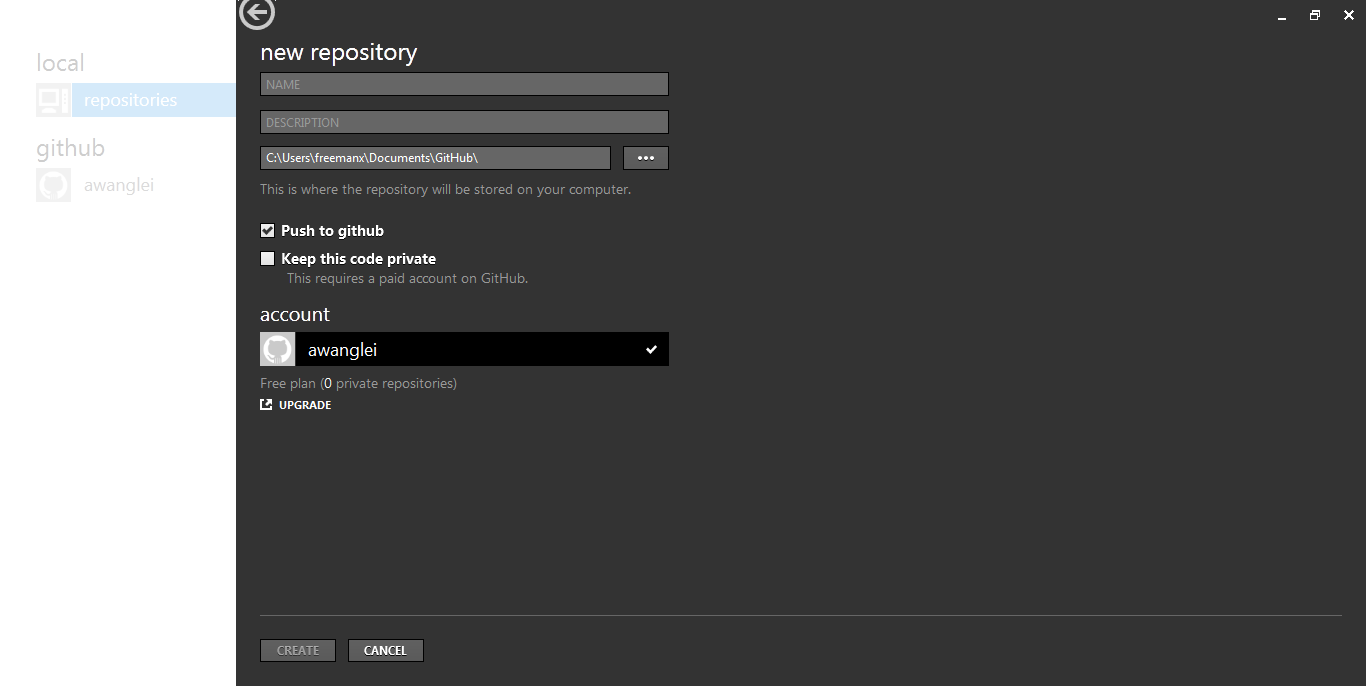 local
repositories
github
awanglei
new repository
NAME
DESCRIPTION
C:\Users\freemanx\Documents\GitHub\
This is where the repository will be stored on your computer.
Push to github
Keep this code private
This requires a paid account on GitHub.
account
awanglei
Free plan (0 private repositories)
UPGRADE
CREATE CANCEL